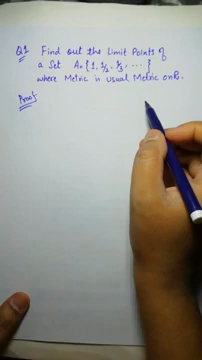 Q1 Find out the Limit Points of
a Set A = { 1, 1/2, 1/3, ... }
where Metric is usual Metric on R.
Proof